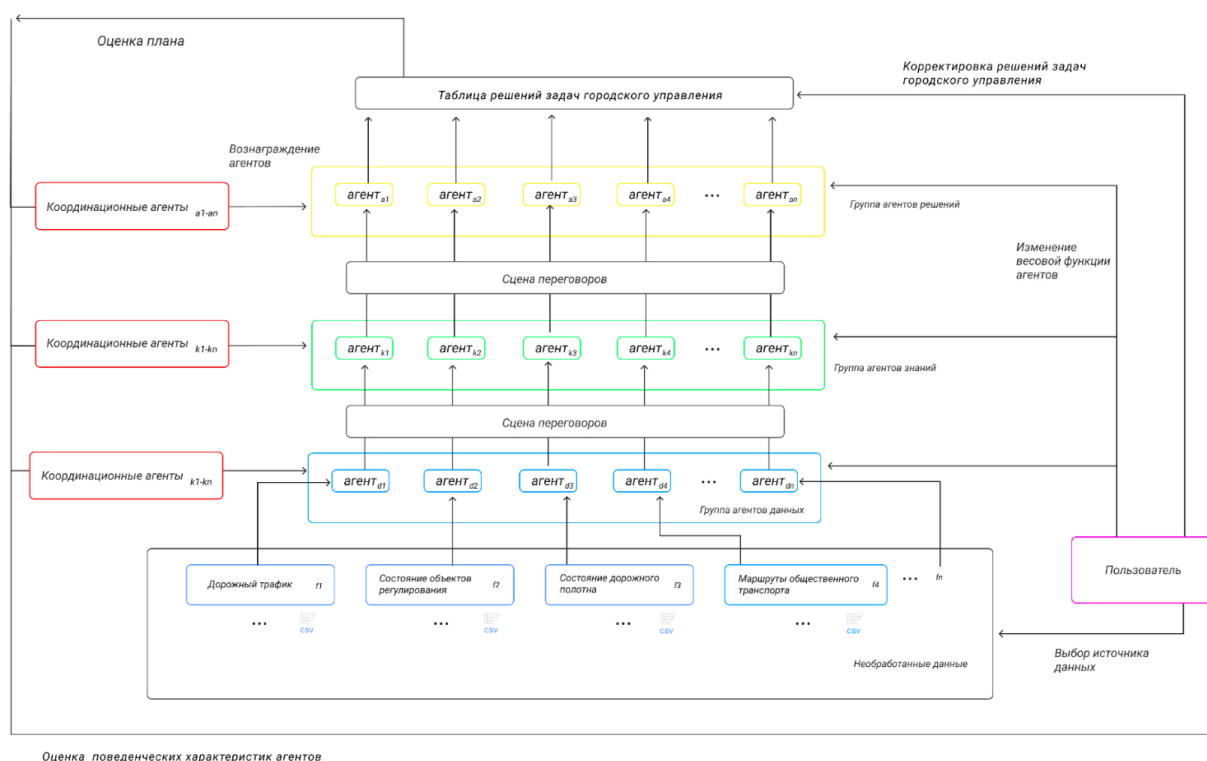 Оценка плана
Корректировка решений задач
городского управления
Таблица решений задач городского управления
Вознаграждение
агентов
Координационные агенты a1-an
агент a1
агент a2
агент a3
агент a4
...
агент an
Группа агентов решений
Изменение
весовой функции
агентов
Сцена переговоров
Координационные агенты k1-kn
агент k1
агент k2
агент k3
агент k4
...
агент kn
Группа агентов знаний
Сцена переговоров
Координационные агенты k1-kn
агент d1
агент d2
агент d3
агент d4
...
агент dn
Группа агентов данных
Дорожный трафик f1
Состояние объектов
регулирования f2
Состояние дорожного
полотна f3
Маршруты общественного
транспорта f4
... fn
Пользователь
... CSV
... CSV
... CSV
... CSV
Необработанные данные
Выбор источника
данных
Оценка поведенческих характеристик агентов